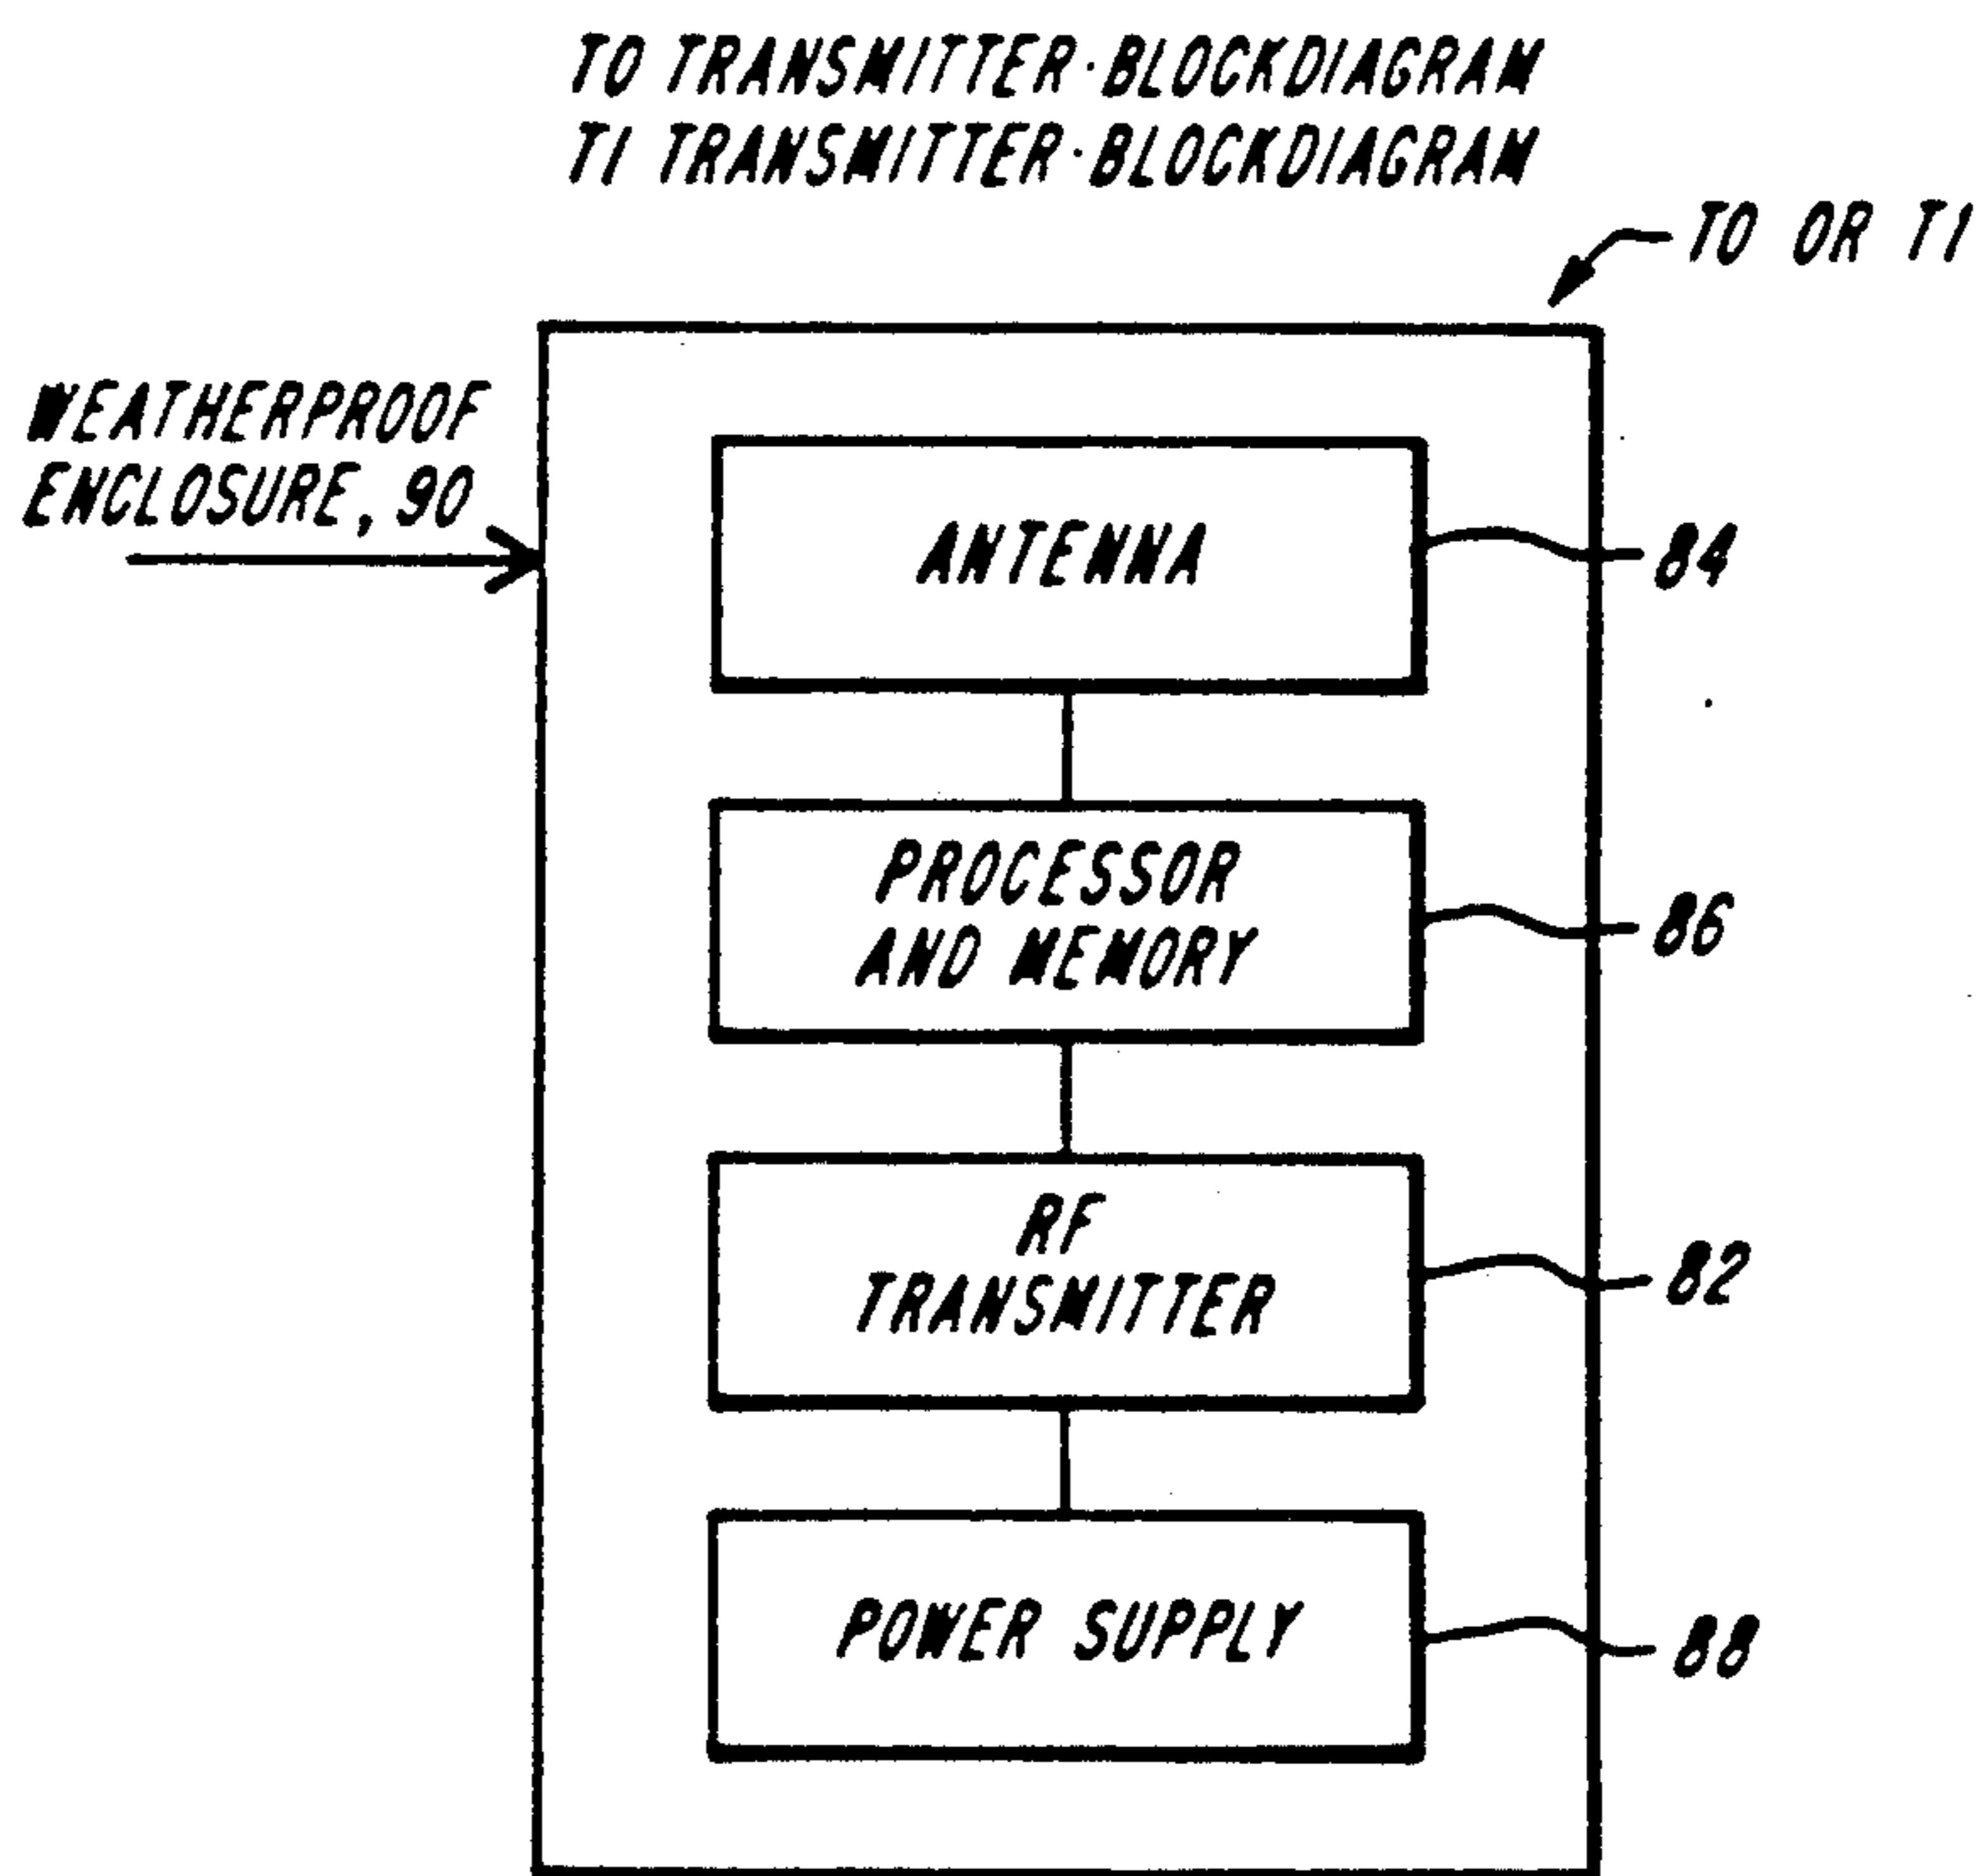 TO TRANSMITTER-BLOCKDIAGRAM
T1 TRANSMITTER-BLOCKDIAGRAM
TO OR T1
WEATHERPROOF
ENCLOSURE, 90
ANTENNA
84
PROCESSOR
AND MEMORY
86
RF
TRANSMITTER
82
POWER SUPPLY
88